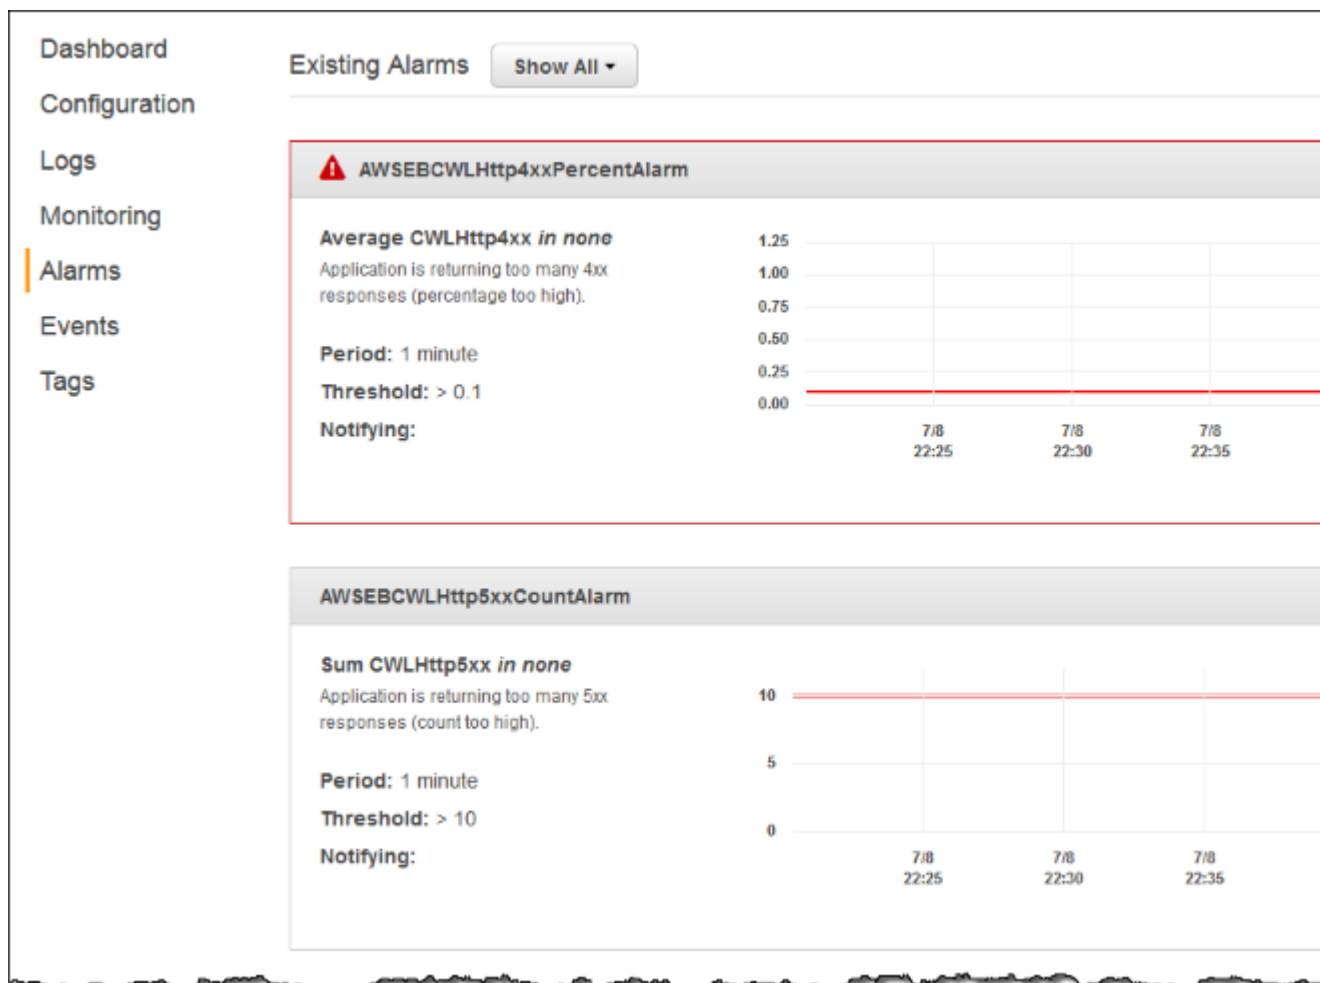 Dashboard
Configuration
Logs
Monitoring
Alarms
Events
Tags
Existing Alarms
Show All
AWSEBCWLHttp4xxPercentAlarm
Average CWLHttp4xx in none
Application is returning too many 4xx
responses (percentage too high).
Period: 1 minute
Threshold: > 0.1
Notifying:
1.25
1.00
0.75
0.50
0.25
0.00
7/8 7/8 7/8
22:25 22:30 22:35
AWSEBCWLHttp5xxCountAlarm
Sum CWLHttp5xx in none
Application is returning too many 5xx
responses (count too high).
Period: 1 minute
Threshold: > 10
Notifying:
10
5
0
7/8 7/8 7/8
22:25 22:30 22:35